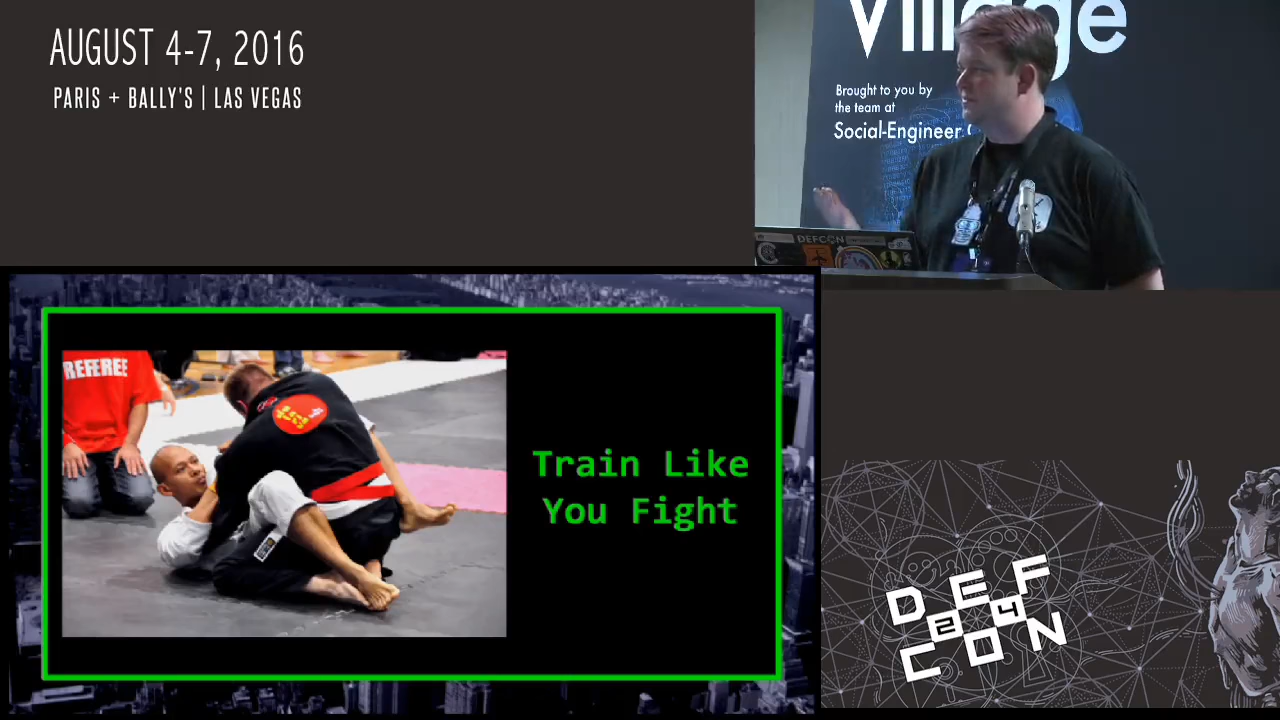 AUGUST 4-7, 2016
PARIS + BALLY'S | LAS VEGAS
Village
Brought to you by
the team at
Social-Engineer
DEFCON
REFEREE
Train Like
You Fight
DEF
24
CON